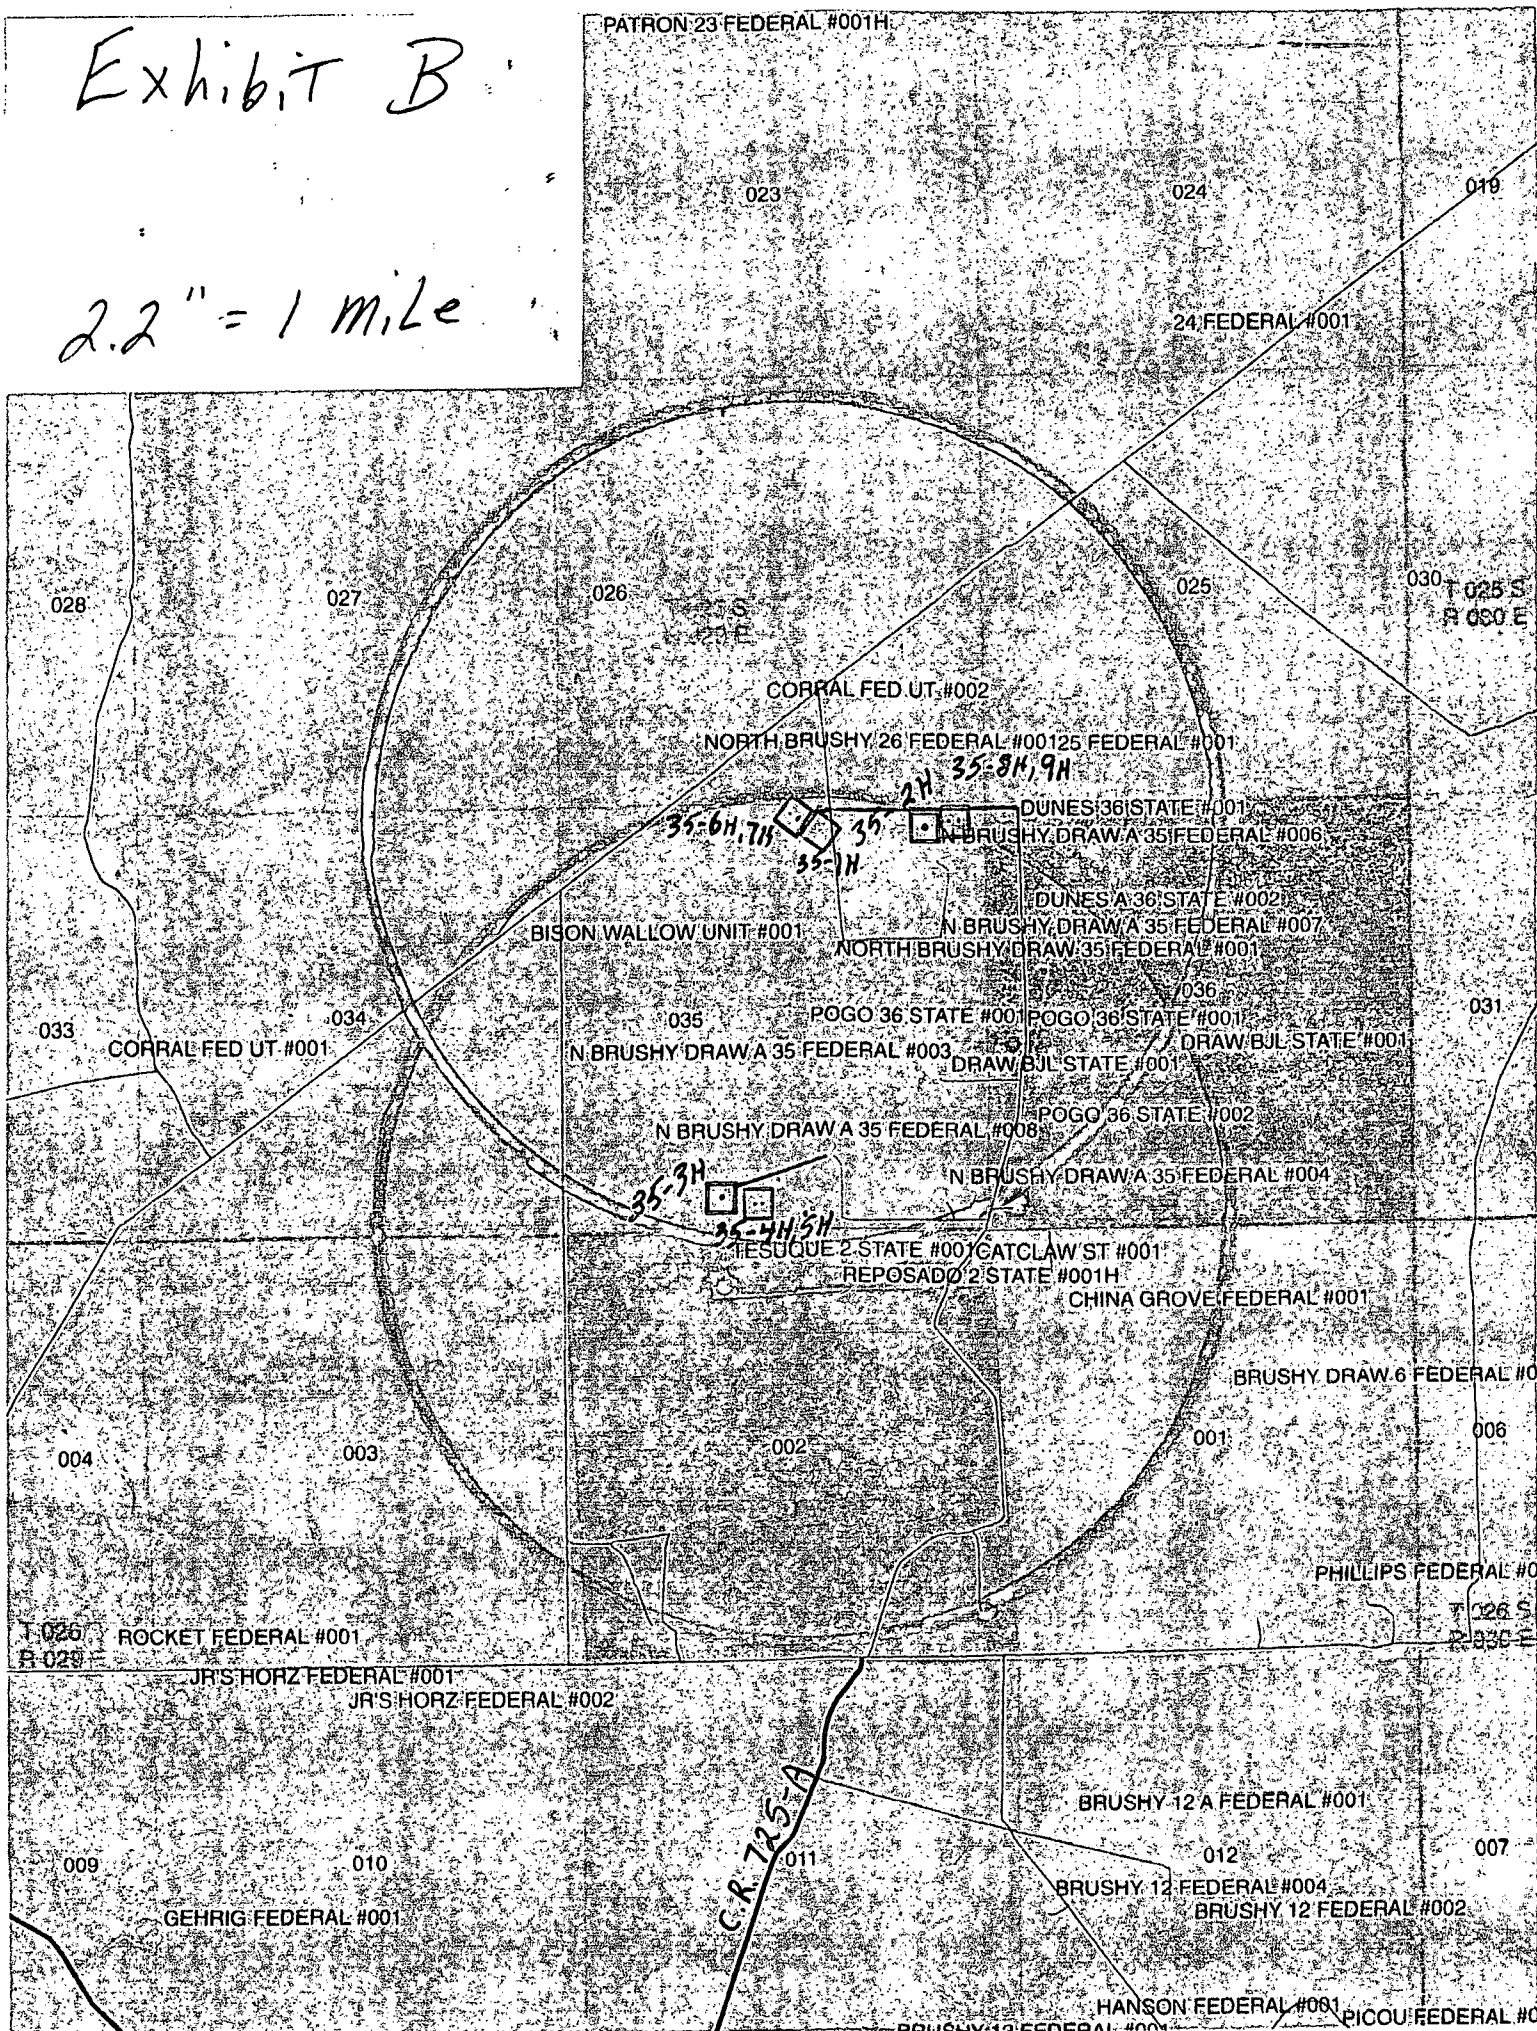 Exhibit B
2.2" = 1 mile
PATRON 23 FEDERAL #001H
023
024
019
24 FEDERAL #001
028
027
026
025
030
T 025 S
R 030 E
CORRAL FED UT #002
NORTH BRUSHY 26 FEDERAL #00125 FEDERAL #001
35-8H, 9H
35-2H
DUNES 36 STATE #001
35-6H, 7H
N BRUSHY DRAW A 35 FEDERAL #006
35-1H
DUNES A 36 STATE #002
BISON WALLOW UNIT #001
N BRUSHY DRAW A 35 FEDERAL #007
NORTH BRUSHY DRAW 35 FEDERAL #001
036
031
033
034
035
POGO 36 STATE #001
POGO 36 STATE #001
DRAW BJL STATE #001
CORRAL FED UT #001
N BRUSHY DRAW A 35 FEDERAL #003
DRAW BJL STATE #001
POGO 36 STATE #002
N BRUSHY DRAW A 35 FEDERAL #008
N BRUSHY DRAW A 35 FEDERAL #004
35-3H
35-4H, 5H
TESUQUE 2 STATE #001
CATCLAW ST #001
REPOSADO 2 STATE #001H
CHINA GROVE FEDERAL #001
BRUSHY DRAW 6 FEDERAL #0
004
003
002
001
006
PHILLIPS FEDERAL #0
T 026 S
R 030 E
T 026
R 029
ROCKET FEDERAL #001
JR'S HORZ FEDERAL #001
JR'S HORZ FEDERAL #002
C.R. 725-A
BRUSHY 12 A FEDERAL #001
009
010
011
012
007
BRUSHY 12 FEDERAL #004
BRUSHY 12 FEDERAL #002
GEHRIG FEDERAL #001
HANSON FEDERAL #001
PICOU FEDERAL #0
BRUSHY 13 FEDERAL #001